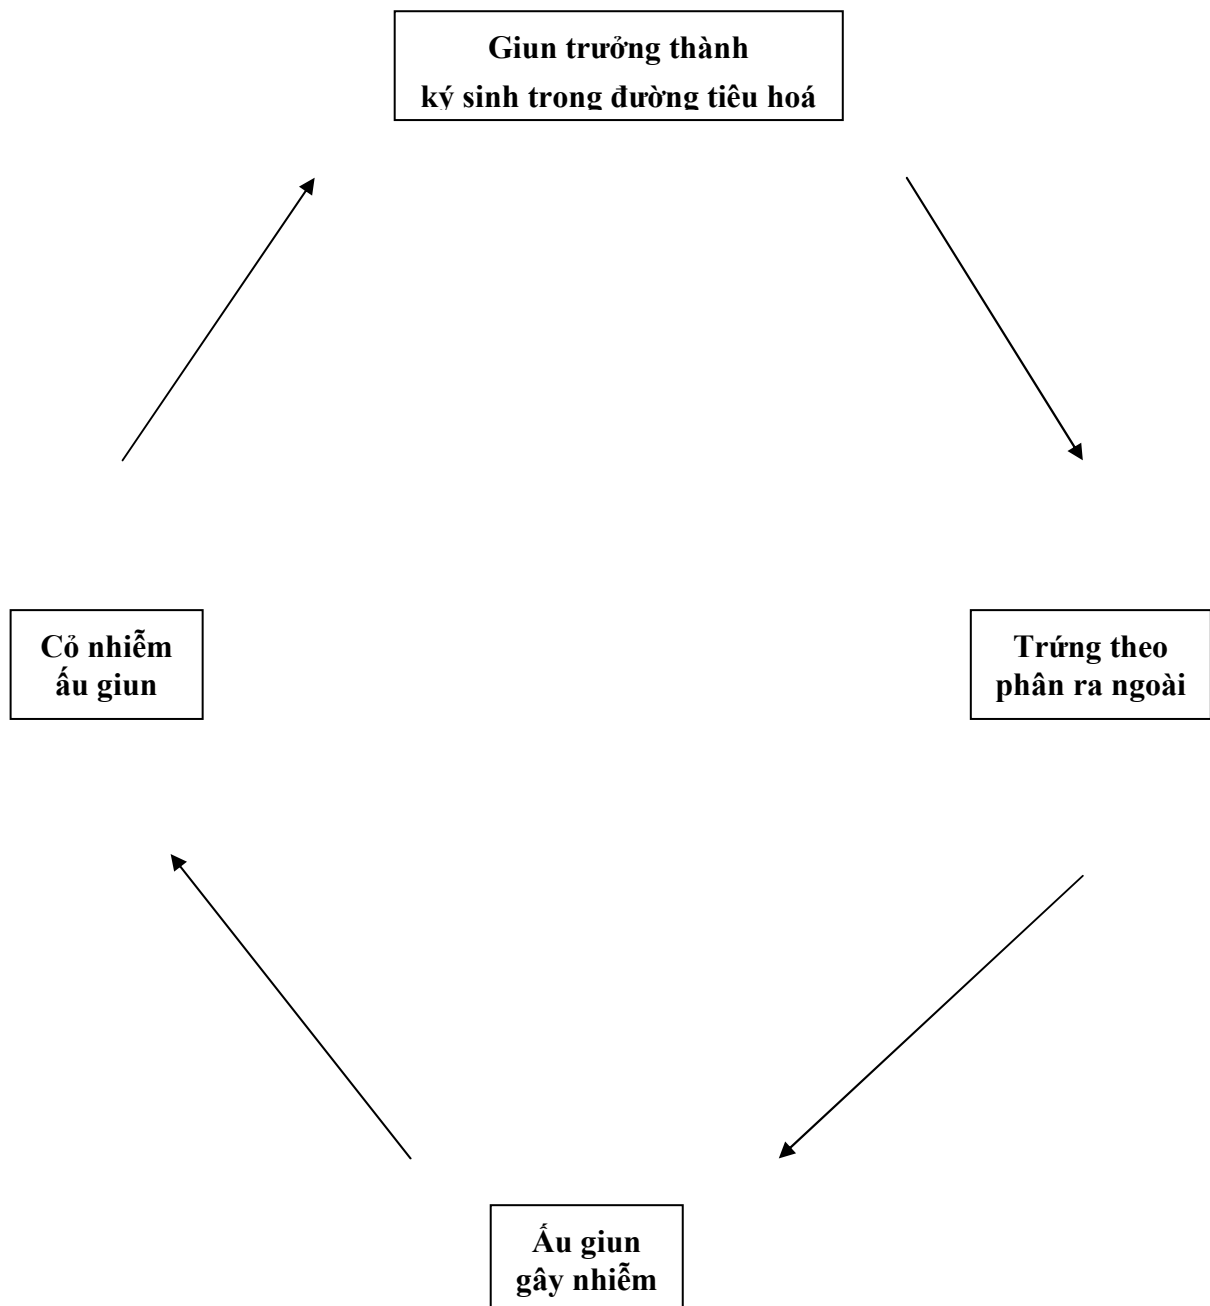 Giun trưởng thành
ký sinh trong đường tiêu hoá
Cỏ nhiễm
ấu giun
Trứng theo
phân ra ngoài
Ấu giun
gây nhiễm